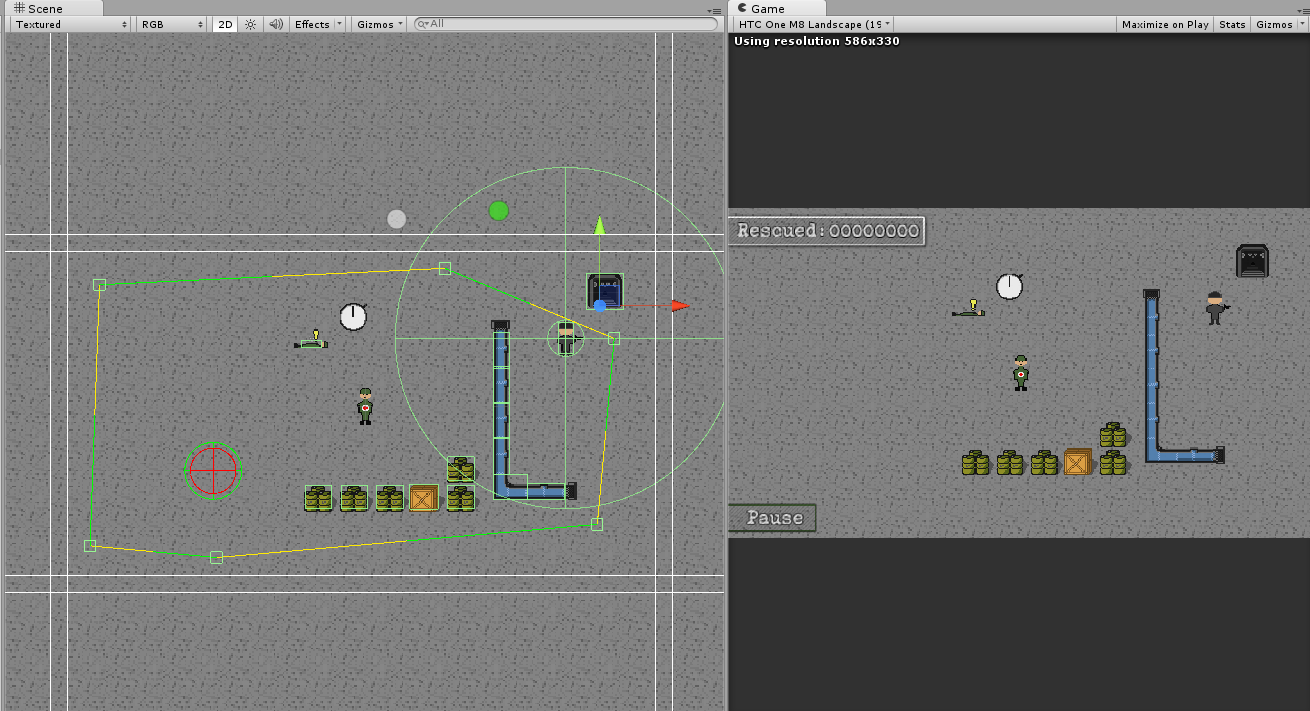 Scene
Textured RGB 2D Effects Gizmos All
Game
HTC One M8 Landscape (19 Maximize on Play Stats Gizmos
Using resolution 586x330
Rescued:00000000
Pause